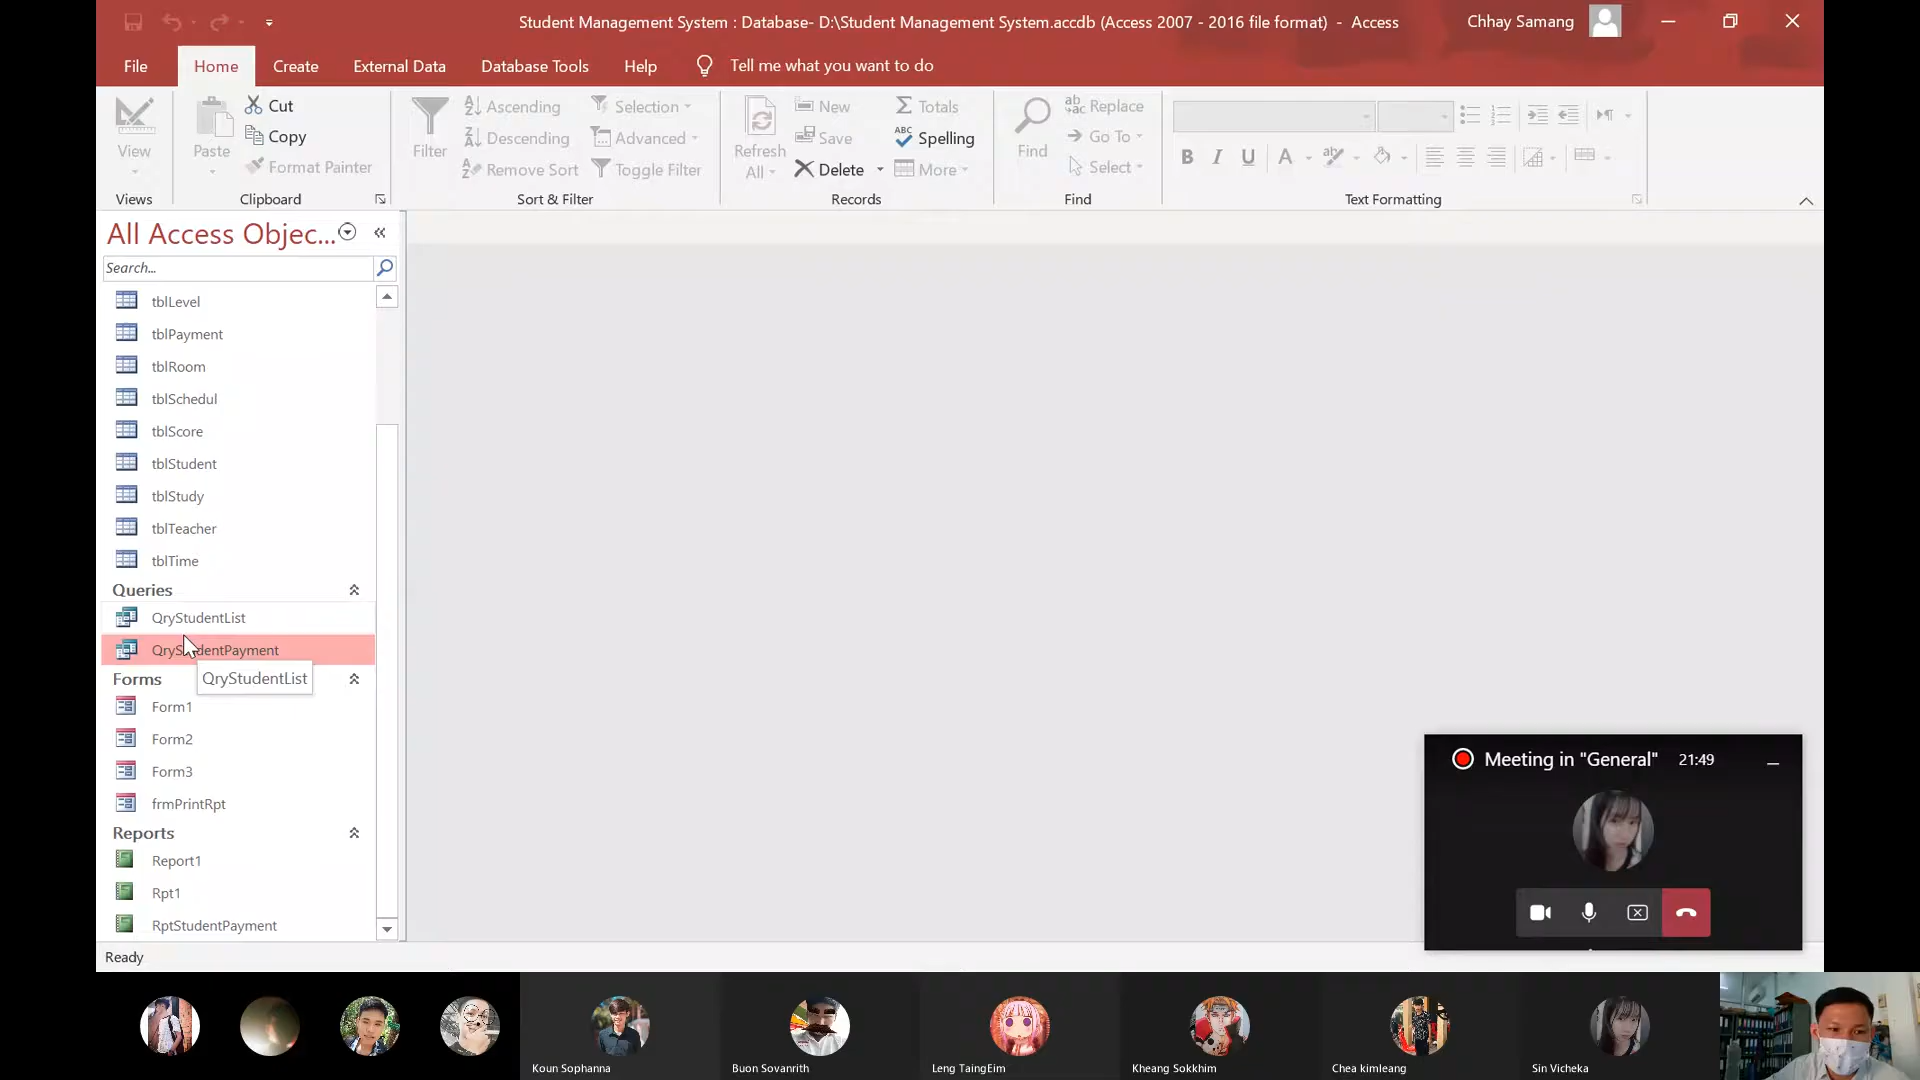 Student Management System : Database- D:\Student Management System.accdb (Access 2007 - 2016 file format) - Access
Chhay Samang
File
Home
Create
External Data
Database Tools
Help
Tell me what you want to do
View
Views
Paste
Cut
Copy
Format Painter
Clipboard
Filter
Ascending
Descending
Remove Sort
Selection
Advanced
Toggle Filter
Sort & Filter
Refresh
All
New
Save
Delete
Totals
Spelling
More
Records
Find
Replace
Go To
Select
Find
B I U A
Text Formatting
All Access Objec...
Search...
tblLevel
tblPayment
tblRoom
tblSchedul
tblScore
tblStudent
tblStudy
tblTeacher
tblTime
Queries
QryStudentList
QryStudentPayment
QryStudentList
Forms
Form1
Form2
Form3
frmPrintRpt
Reports
Report1
Rpt1
RptStudentPayment
Ready
Meeting in "General" 21:49
Koun Sophanna
Buon Sovanrith
Leng TaingEim
Kheang Sokkhim
Chea kimleang
Sin Vicheka